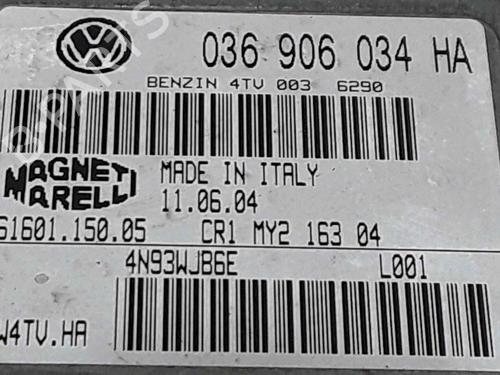 036 906 034 HA
BENZIN 4TV 003 6290
MAGNETI MARELLI
MADE IN ITALY
11.06.04
61601.150.05 CR1 MY2 163 04
4N93WJB6E L001
W4TV.HA
B-PARTS